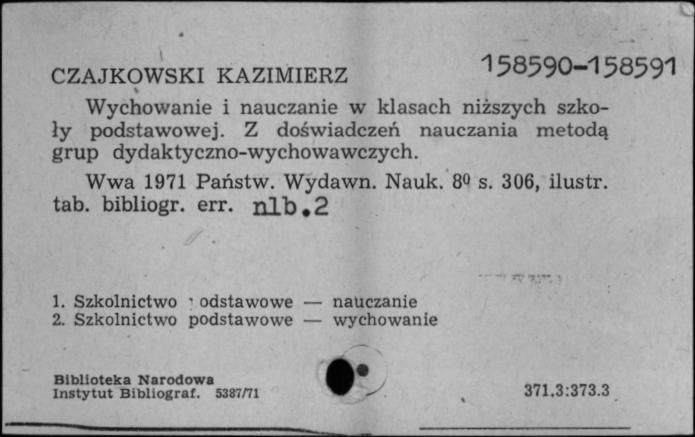 158590-158591
CZAJKOWSKI KAZIMIERZ
Wychowanie i nauczanie w klasach niższych szko-
ły podstawowej. Z doświadczeń nauczania metodą
grup dydaktyczno-wychowawczych.
Wwa 1971 Państw. Wydawn. Nauk. 8º s. 306, ilustr.
tab. bibliogr. err. nlb.2
1. Szkolnictwo odstawowe — nauczanie
2. Szkolnictwo podstawowe — wychowanie
Biblioteka Narodowa
Instytut Bibliograf. 5387/71
371.3:373.3